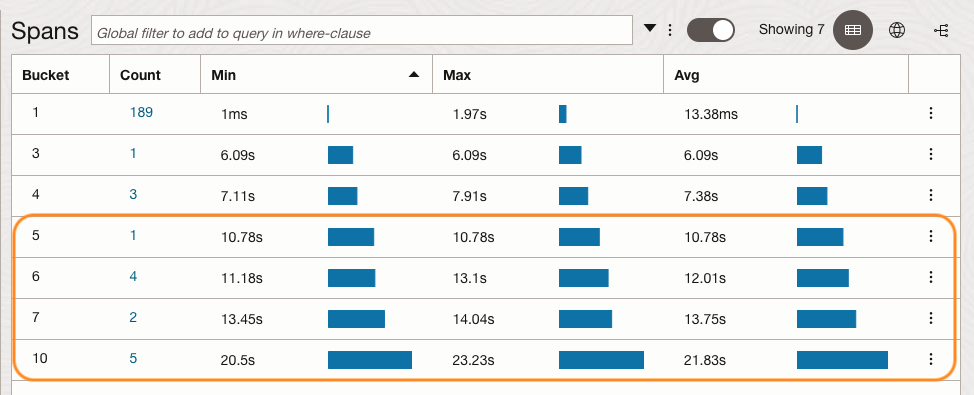 Spans Global filter to add to query in where-clause Showing 7
Bucket Count Min Max Avg
1 189 1ms 1.97s 13.38ms
3 1 6.09s 6.09s 6.09s
4 3 7.11s 7.91s 7.38s
5 1 10.78s 10.78s 10.78s
6 4 11.18s 13.1s 12.01s
7 2 13.45s 14.04s 13.75s
10 5 20.5s 23.23s 21.83s